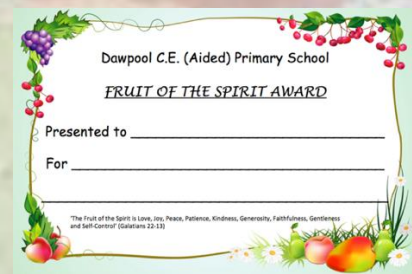 Dawpool C.E. (Aided) Primary School
FRUIT OF THE SPIRIT AWARD
Presented to
For
'The Fruit of the Spirit is Love, Joy, Peace, Patience, Kindness, Generosity, Faithfulness, Gentleness
and Self-Control' (Galatians 22-13)